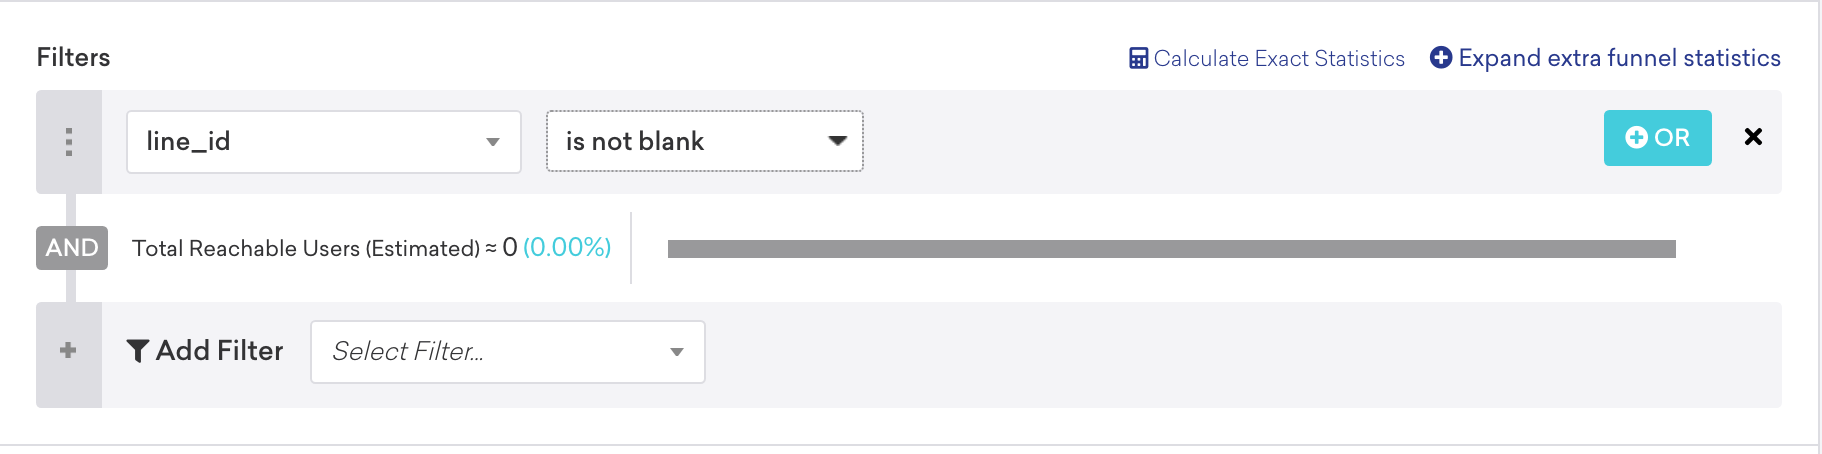 Filters
Calculate Exact Statistics Expand extra funnel statistics
line_id is not blank OR
AND Total Reachable Users (Estimated) ≈ 0 (0.00%)
Add Filter Select Filter...